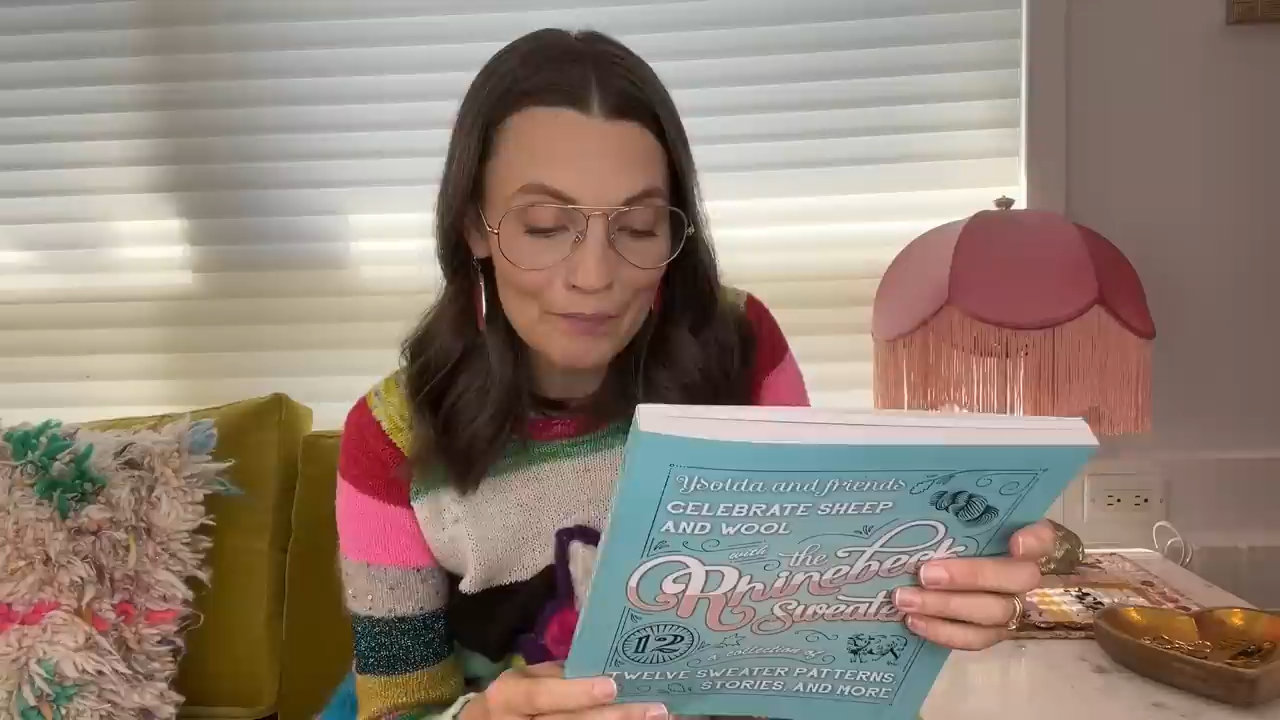 Ysolda and friends
CELEBRATE SHEEP
AND WOOL
with the
Rhinebeck
Sweater
12
a collection of
TWELVE SWEATER PATTERNS,
STORIES, AND MORE